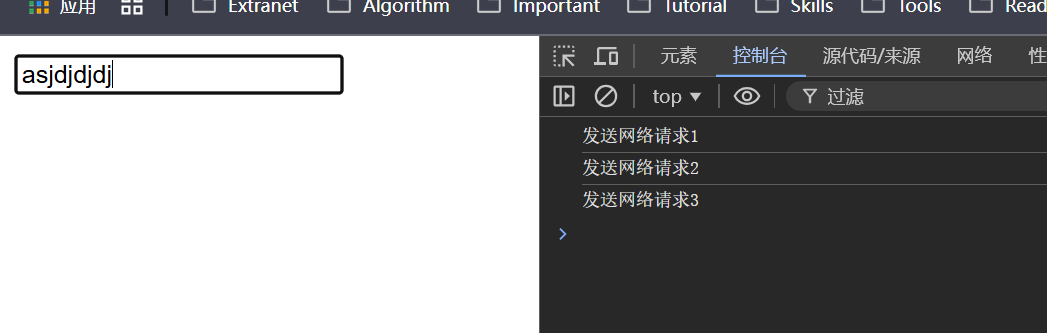 应用 Extranet Algorithm Important Tutorial Skills Tools Read
asjdjdjdj
元素 控制台 源代码/来源 网络 性
top ▼ 过滤
发送网络请求1
发送网络请求2
发送网络请求3